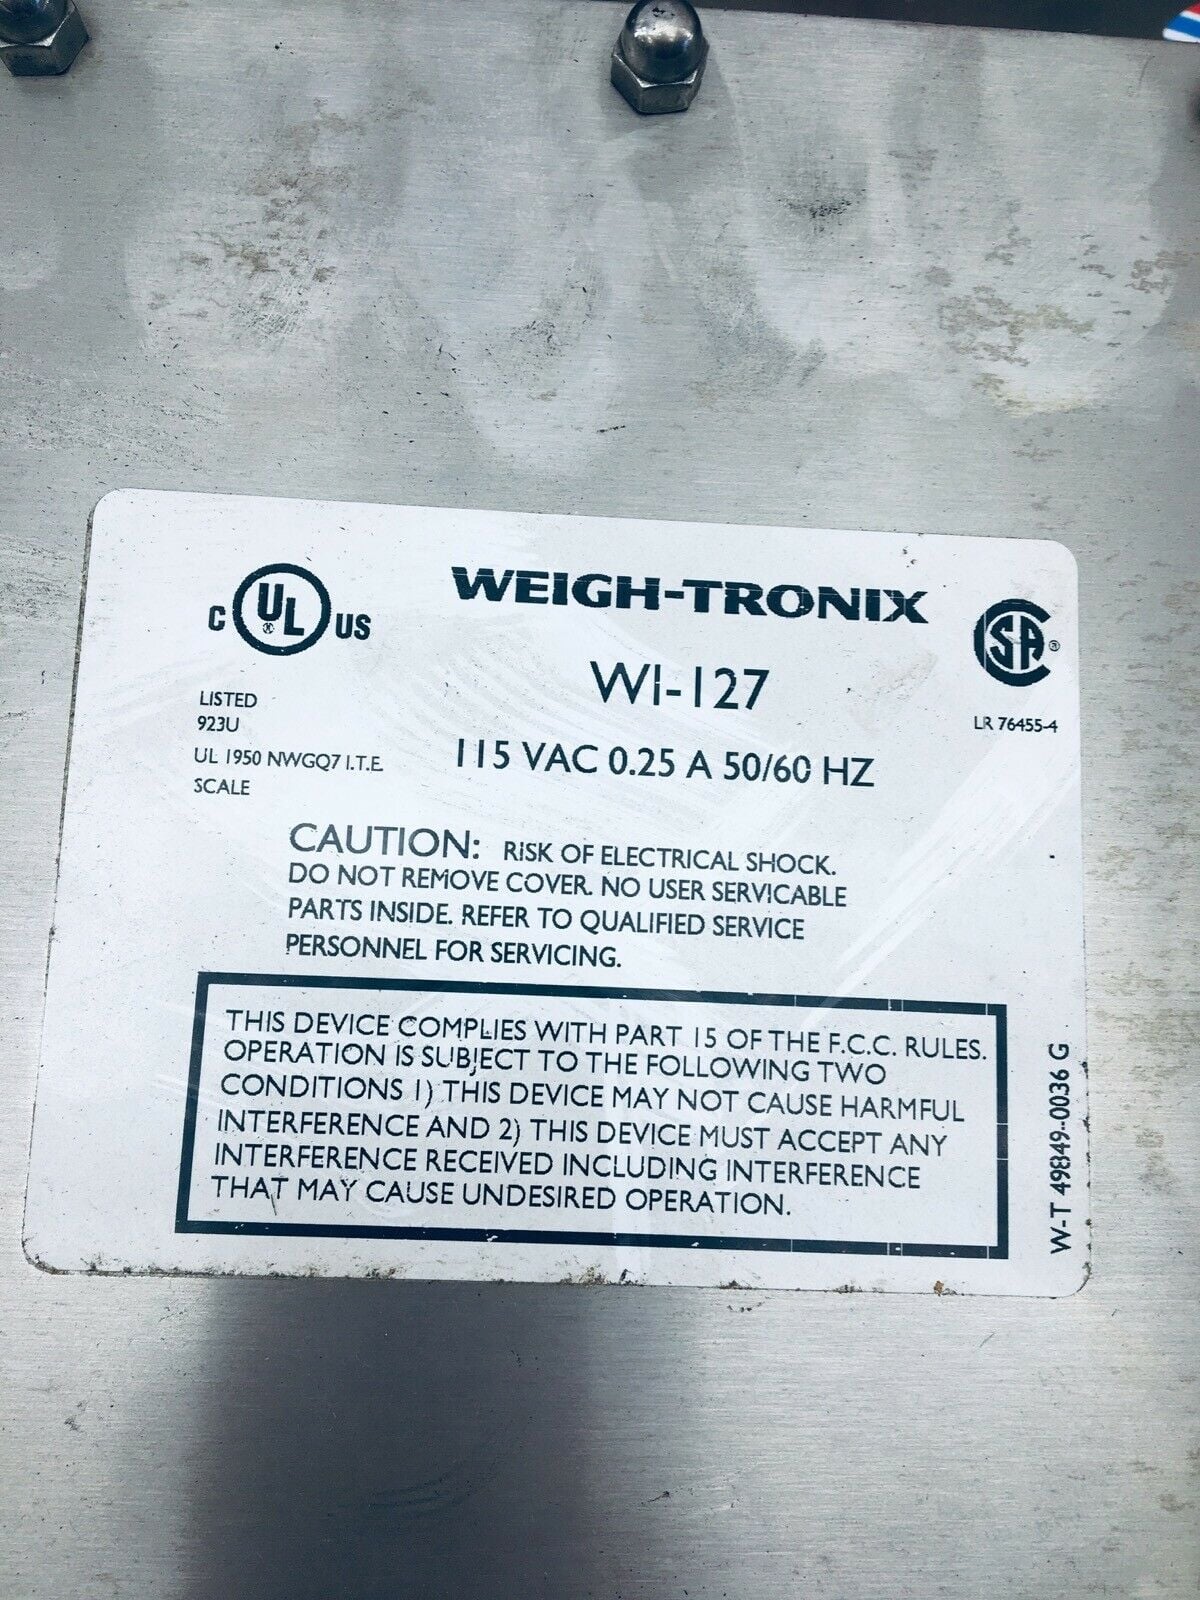 C UL ® US
WEIGH-TRONIX
CSA ®
WI-127
LISTED
923U
LR 76455-4
UL 1950 NWGQ7 I.T.E.
SCALE
115 VAC 0.25 A 50/60 HZ
CAUTION: RISK OF ELECTRICAL SHOCK.
DO NOT REMOVE COVER. NO USER SERVICABLE
PARTS INSIDE. REFER TO QUALIFIED SERVICE
PERSONNEL FOR SERVICING.
THIS DEVICE COMPLIES WITH PART 15 OF THE F.C.C. RULES.
OPERATION IS SUBJECT TO THE FOLLOWING TWO
CONDITIONS 1) THIS DEVICE MAY NOT CAUSE HARMFUL
INTERFERENCE AND 2) THIS DEVICE MUST ACCEPT ANY
INTERFERENCE RECEIVED INCLUDING INTERFERENCE
THAT MAY CAUSE UNDESIRED OPERATION.
W-T 49849-0036 G